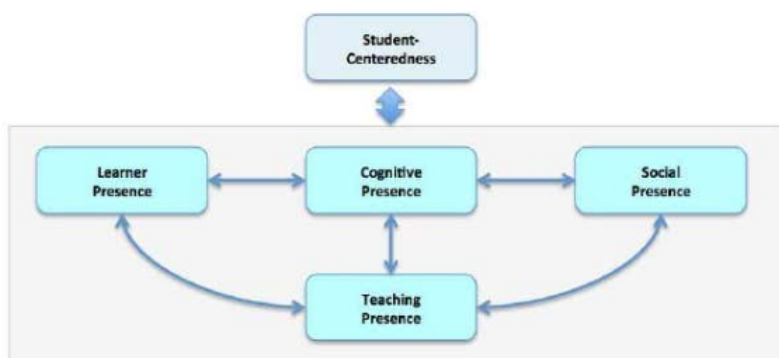 Student-
Centeredness
Learner
Presence
Cognitive
Presence
Social
Presence
Teaching
Presence